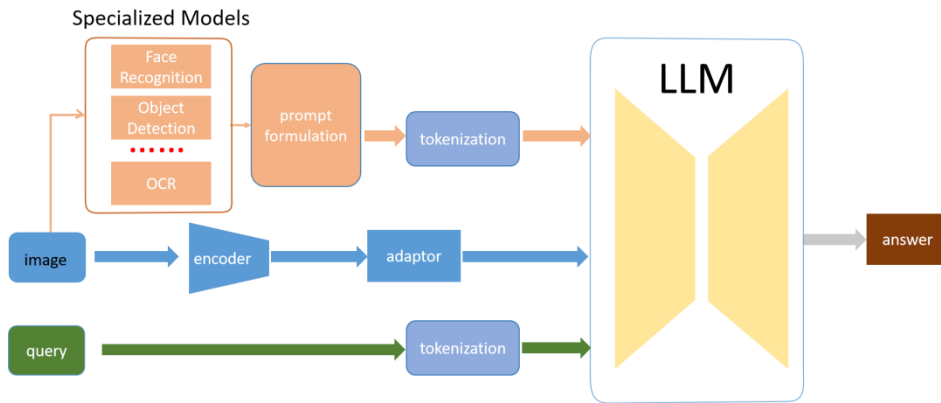 Specialized Models
Face
Recognition
Object
Detection
OCR
prompt
formulation
tokenization
LLM
image
encoder
adaptor
answer
query
tokenization